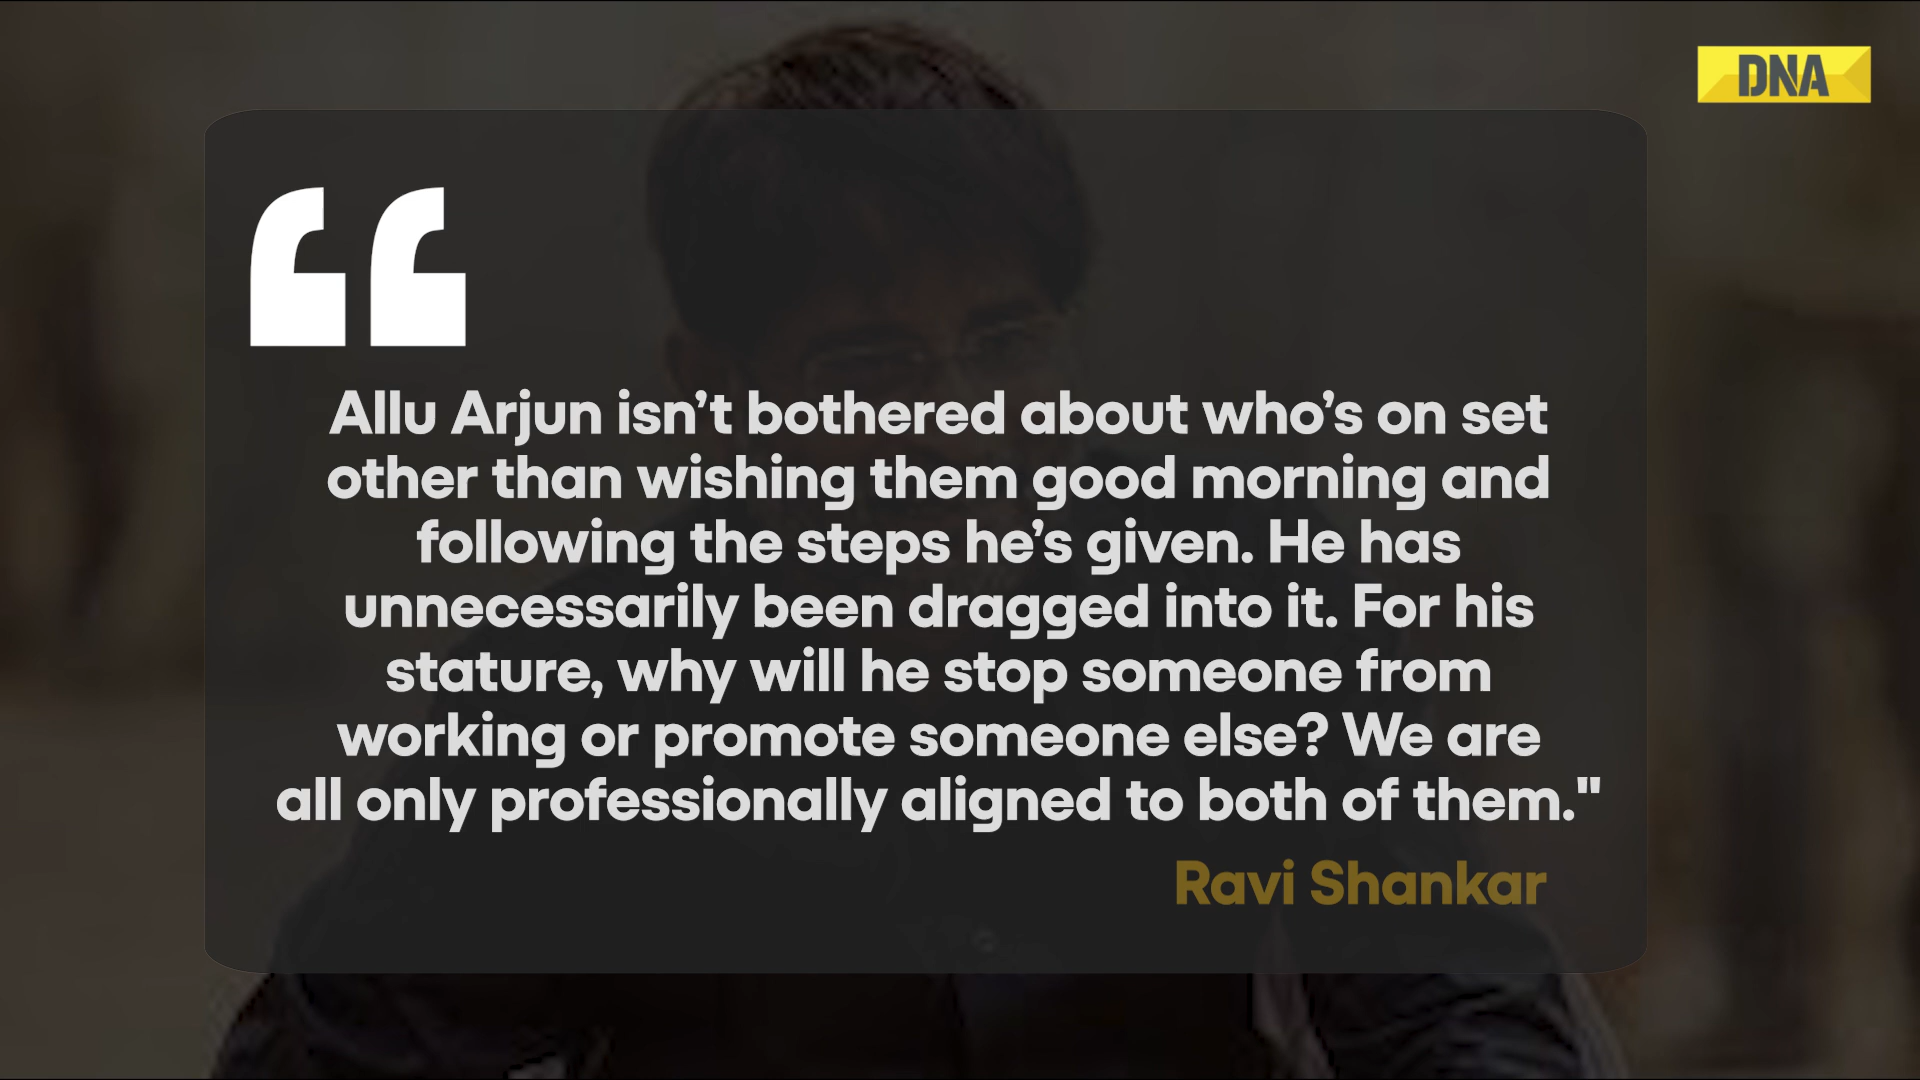 DNA
“
Allu Arjun isn’t bothered about who’s on set
other than wishing them good morning and
following the steps he’s given. He has
unnecessarily been dragged into it. For his
stature, why will he stop someone from
working or promote someone else? We are
all only professionally aligned to both of them."
Ravi Shankar